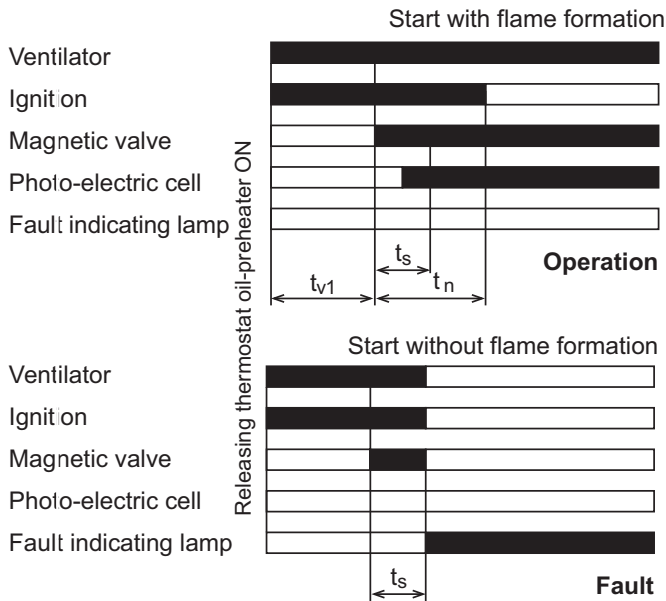 Start with flame formation
Ventilator
Ignition
Magnetic valve
Photo-electric cell
Fault indicating lamp
Releasing thermostat oil-preheater ON
Operation
ts
tv1
tn
Start without flame formation
Ventilator
Ignition
Magnetic valve
Photo-electric cell
Fault indicating lamp
ts
Fault